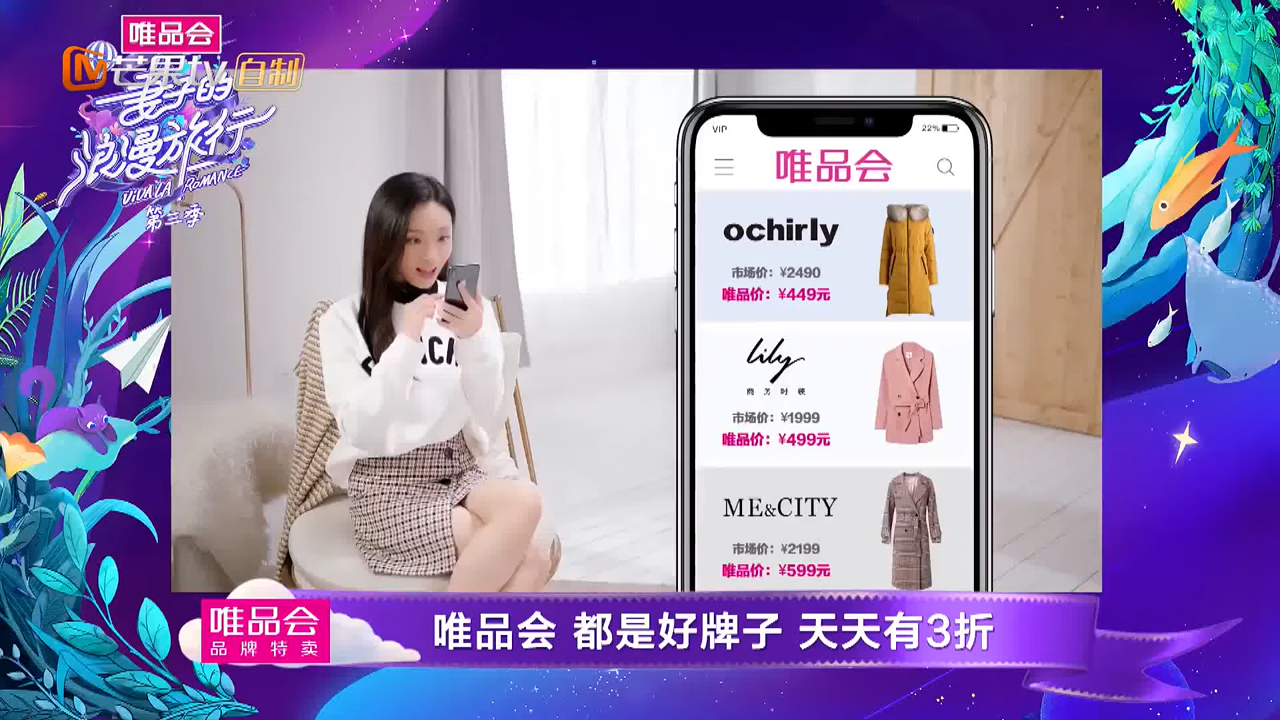 唯品会
芒果tv自制
妻子的
浪漫旅行
ViVALA ROMANCE
第三季
VIP
22%
唯品会
ochirly
市场价：¥2490
唯品价：¥449元
lily
商务时装
市场价：¥1999
唯品价：¥499元
ME&CITY
市场价：¥2199
唯品价：¥599元
唯品会
品牌特卖
唯品会 都是好牌子 天天有3折